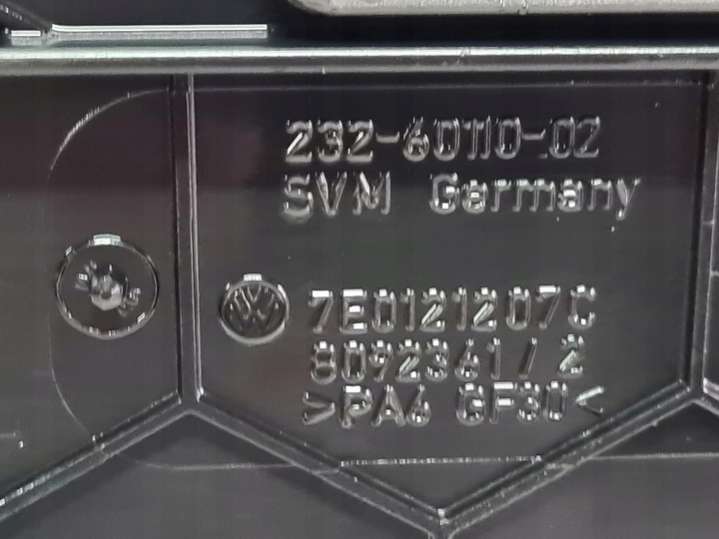 232-60110-02
SVM Germany
7E0121207C
8092361/2
>PA6 GF30<